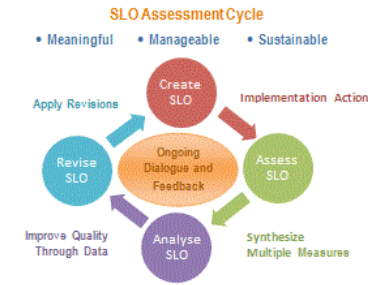 SLO Assessment Cycle
• Meaningful • Manageable • Sustainable
Create
SLO
Implementation Action
Apply Revisions
Ongoing
Dialogue and
Feedback
Revise
SLO
Assess
SLO
Analyse
SLO
Improve Quality
Through Data
Synthesize
Multiple Measures